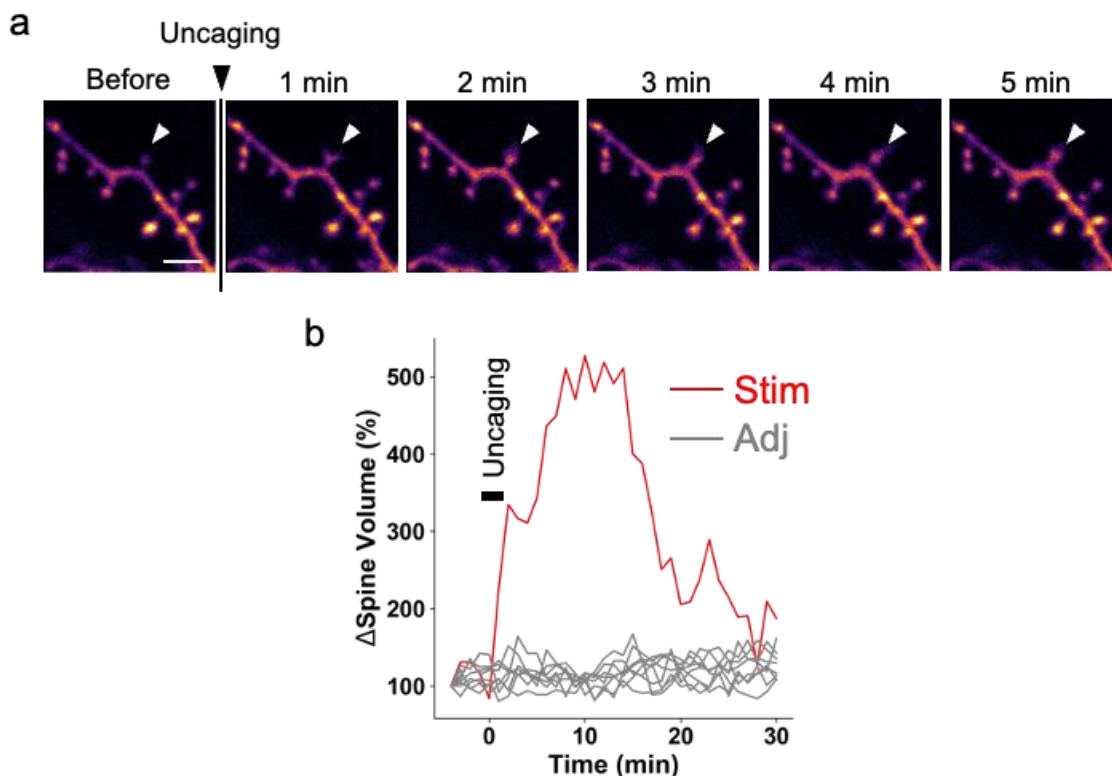 a
Uncaging
Before 1 min 2 min 3 min 4 min 5 min
b
ΔSpine Volume (%)
500
400
300
200
100
Uncaging
Stim
Adj
0 10 20 30
Time (min)